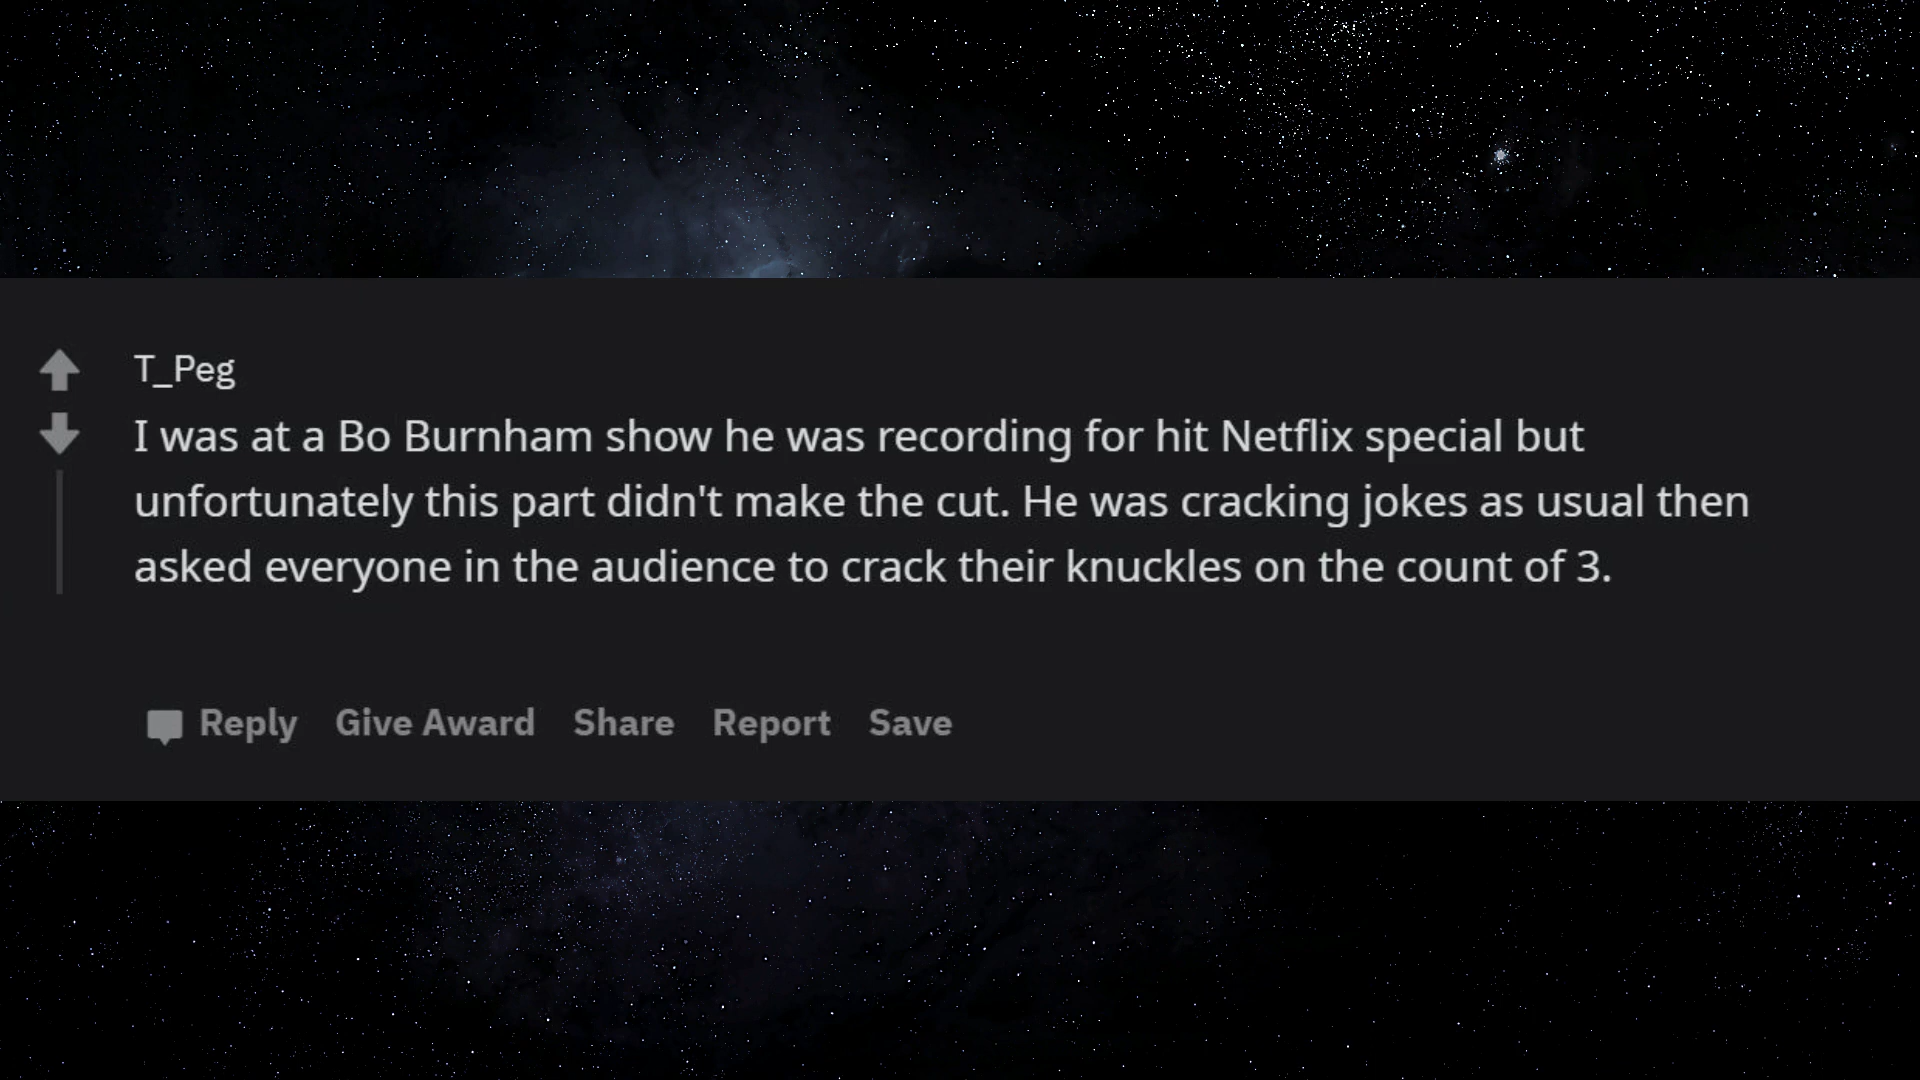 T_Peg
I was at a Bo Burnham show he was recording for hit Netflix special but
unfortunately this part didn't make the cut. He was cracking jokes as usual then
asked everyone in the audience to crack their knuckles on the count of 3.
Reply Give Award Share Report Save